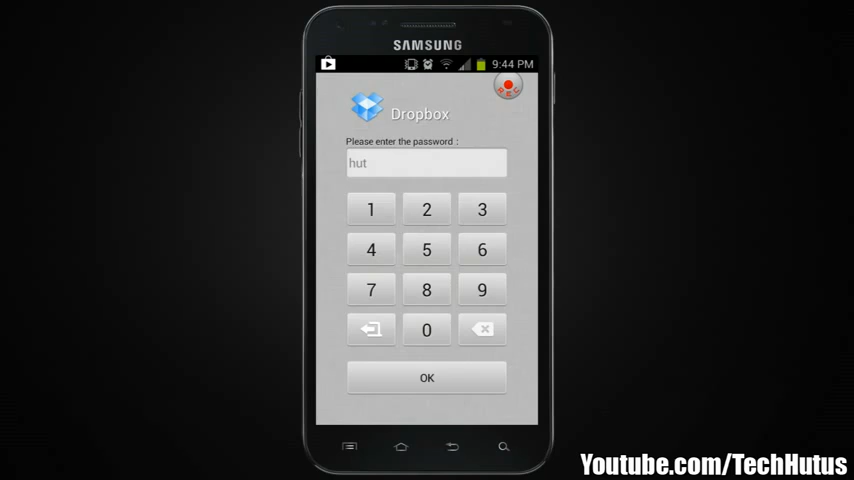 SAMSUNG
9:44 PM
REC
Dropbox
Please enter the password :
hut
1 2 3
4 5 6
7 8 9
0
OK
Youtube.com/TechHutus